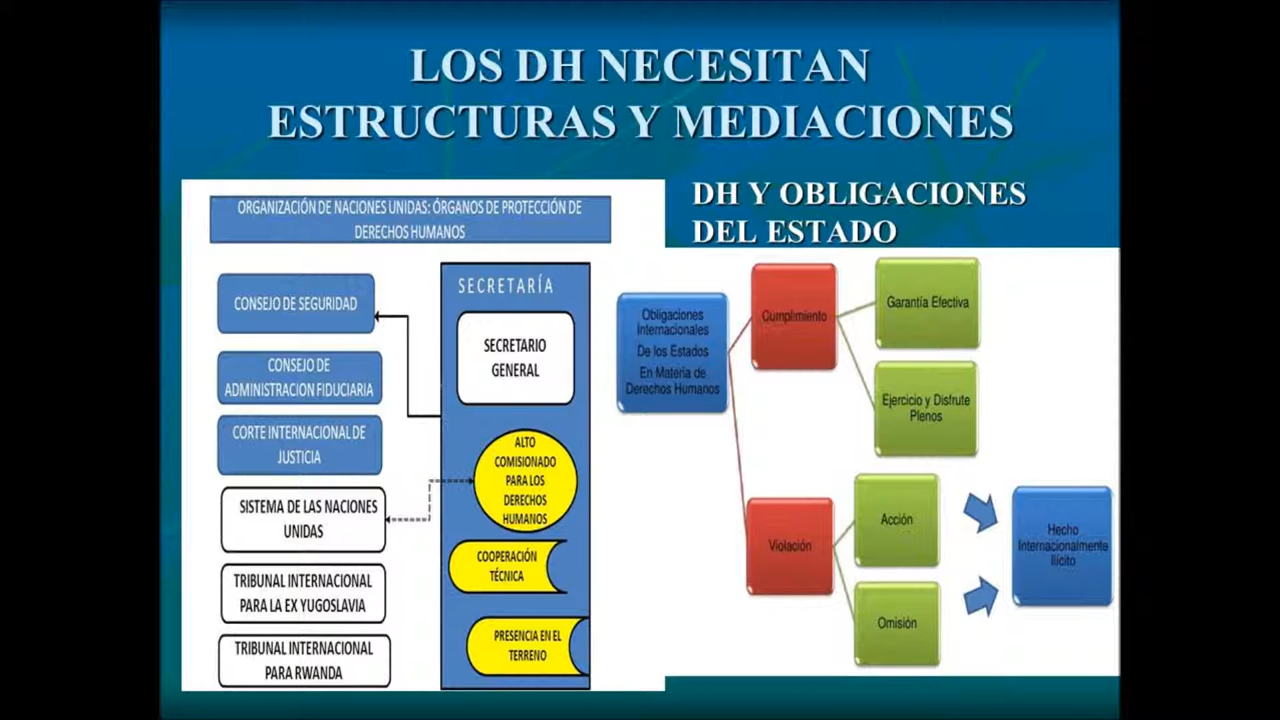 LOS DH NECESITAN
ESTRUCTURAS Y MEDIACIONES
ORGANIZACIÓN DE NACIONES UNIDAS: ÓRGANOS DE PROTECCIÓN DE
DERECHOS HUMANOS
CONSEJO DE SEGURIDAD
CONSEJO DE
ADMINISTRACION FIDUCIARIA
CORTE INTERNACIONAL DE
JUSTICIA
SISTEMA DE LAS NACIONES
UNIDAS
TRIBUNAL INTERNACIONAL
PARA LA EX YUGOSLAVIA
TRIBUNAL INTERNACIONAL
PARA RWANDA
SECRETARÍA
SECRETARIO
GENERAL
ALTO
COMISIONADO
PARA LOS
DERECHOS
HUMANOS
COOPERACIÓN
TÉCNICA
PRESENCIA EN EL
TERRENO
DH Y OBLIGACIONES
DEL ESTADO
Obligaciones
Internacionales
De los Estados
En Materia de
Derechos Humanos
Cumplimiento
Garantía Efectiva
Ejercicio y Disfrute
Plenos
Violación
Acción
Omisión
Hecho
Internacionalmente
Ilícito